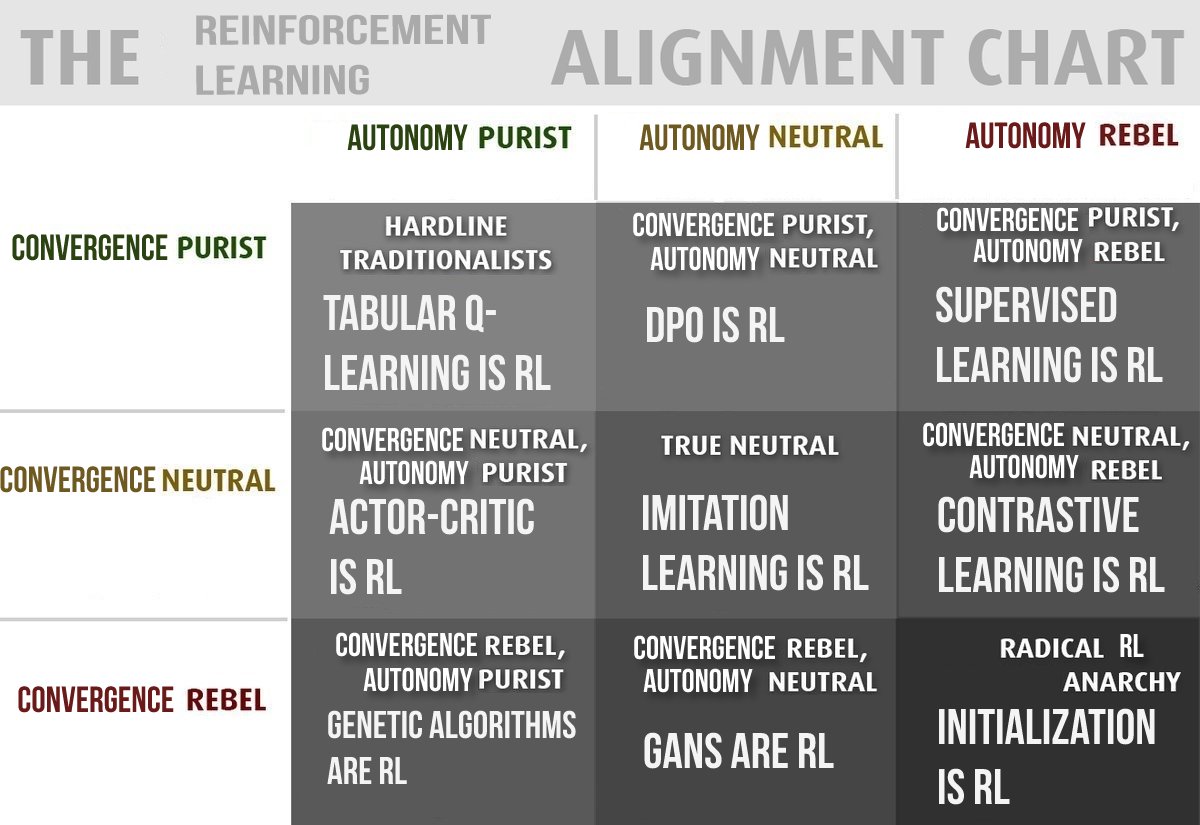 THE REINFORCEMENT LEARNING ALIGNMENT CHART
AUTONOMY PURIST
AUTONOMY NEUTRAL
AUTONOMY REBEL
CONVERGENCE PURIST
HARDLINE
TRADITIONALISTS
TABULAR Q-
LEARNING IS RL
CONVERGENCE PURIST,
AUTONOMY NEUTRAL
DPO IS RL
CONVERGENCE PURIST,
AUTONOMY REBEL
SUPERVISED
LEARNING IS RL
CONVERGENCE NEUTRAL
CONVERGENCE NEUTRAL,
AUTONOMY PURIST
ACTOR-CRITIC
IS RL
TRUE NEUTRAL
IMITATION
LEARNING IS RL
CONVERGENCE NEUTRAL,
AUTONOMY REBEL
CONTRASTIVE
LEARNING IS RL
CONVERGENCE REBEL
CONVERGENCE REBEL,
AUTONOMY PURIST
GENETIC ALGORITHMS
ARE RL
CONVERGENCE REBEL,
AUTONOMY NEUTRAL
GANS ARE RL
RADICAL RL
ANARCHY
INITIALIZATION
IS RL